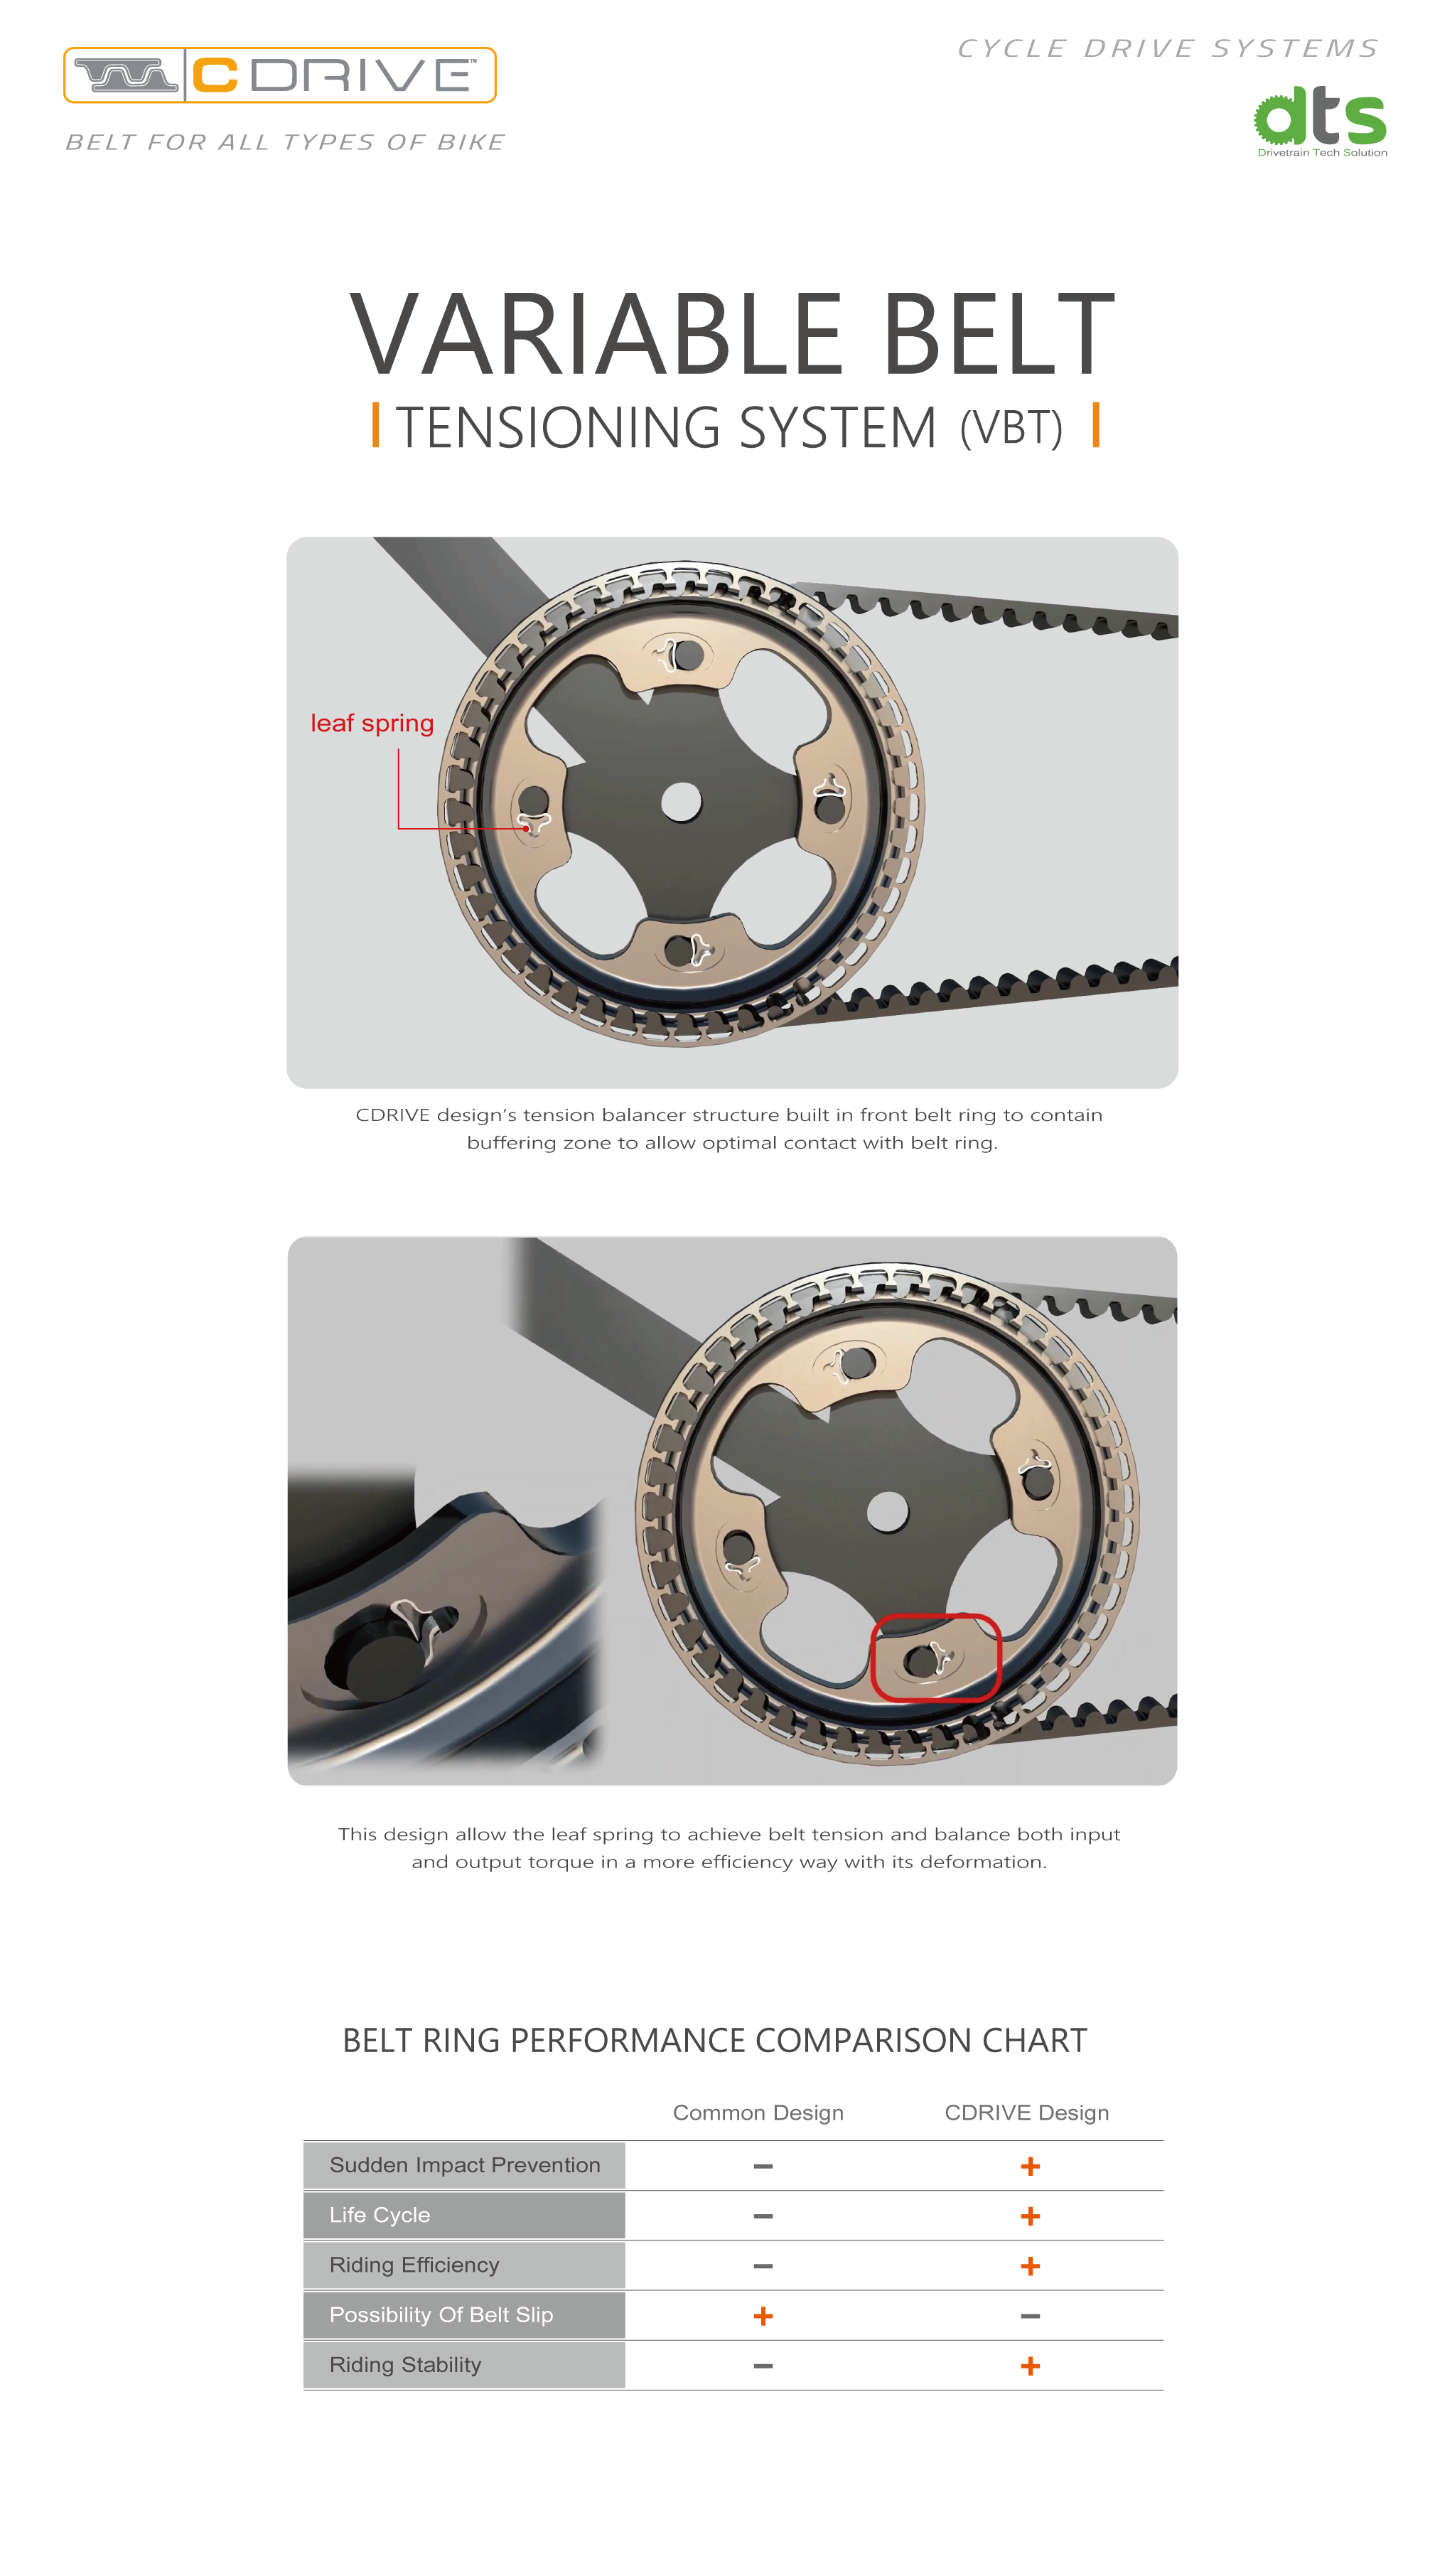 CDRIVE™
BELT FOR ALL TYPES OF BIKE
CYCLE DRIVE SYSTEMS
dts
Drivetrain Tech Solution
VARIABLE BELT
TENSIONING SYSTEM (VBT)
leaf spring
CDRIVE design’s tension balancer structure built in front belt ring to contain
buffering zone to allow optimal contact with belt ring.
This design allow the leaf spring to achieve belt tension and balance both input
and output torque in a more efficiency way with its deformation.
BELT RING PERFORMANCE COMPARISON CHART
Common Design CDRIVE Design
Sudden Impact Prevention − +
Life Cycle − +
Riding Efficiency − +
Possibility Of Belt Slip + −
Riding Stability − +